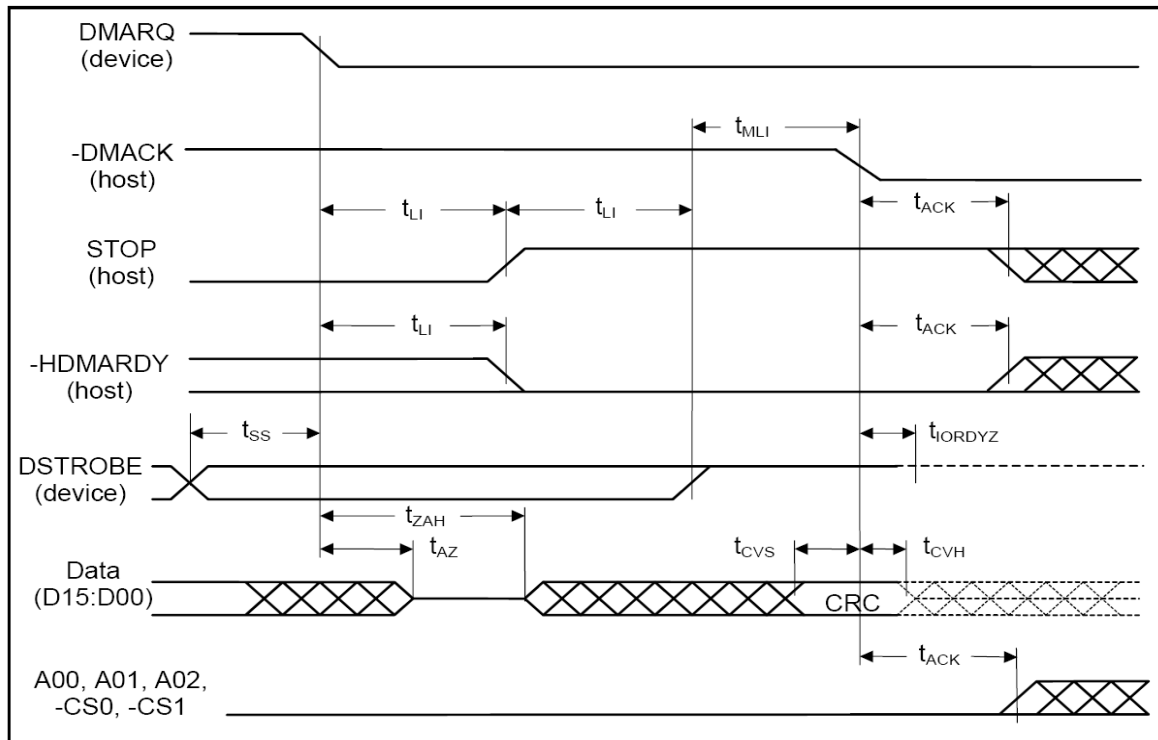 DMARQ
(device)
tMLI
-DMACK
(host)
tLI
tLI
tACK
STOP
(host)
tLI
tACK
-HDMARDY
(host)
tSS
tIORDYZ
DSTROBE
(device)
tZAH
tAZ
tCVS
tCVH
Data
(D15:D00)
CRC
tACK
A00, A01, A02,
-CS0, -CS1